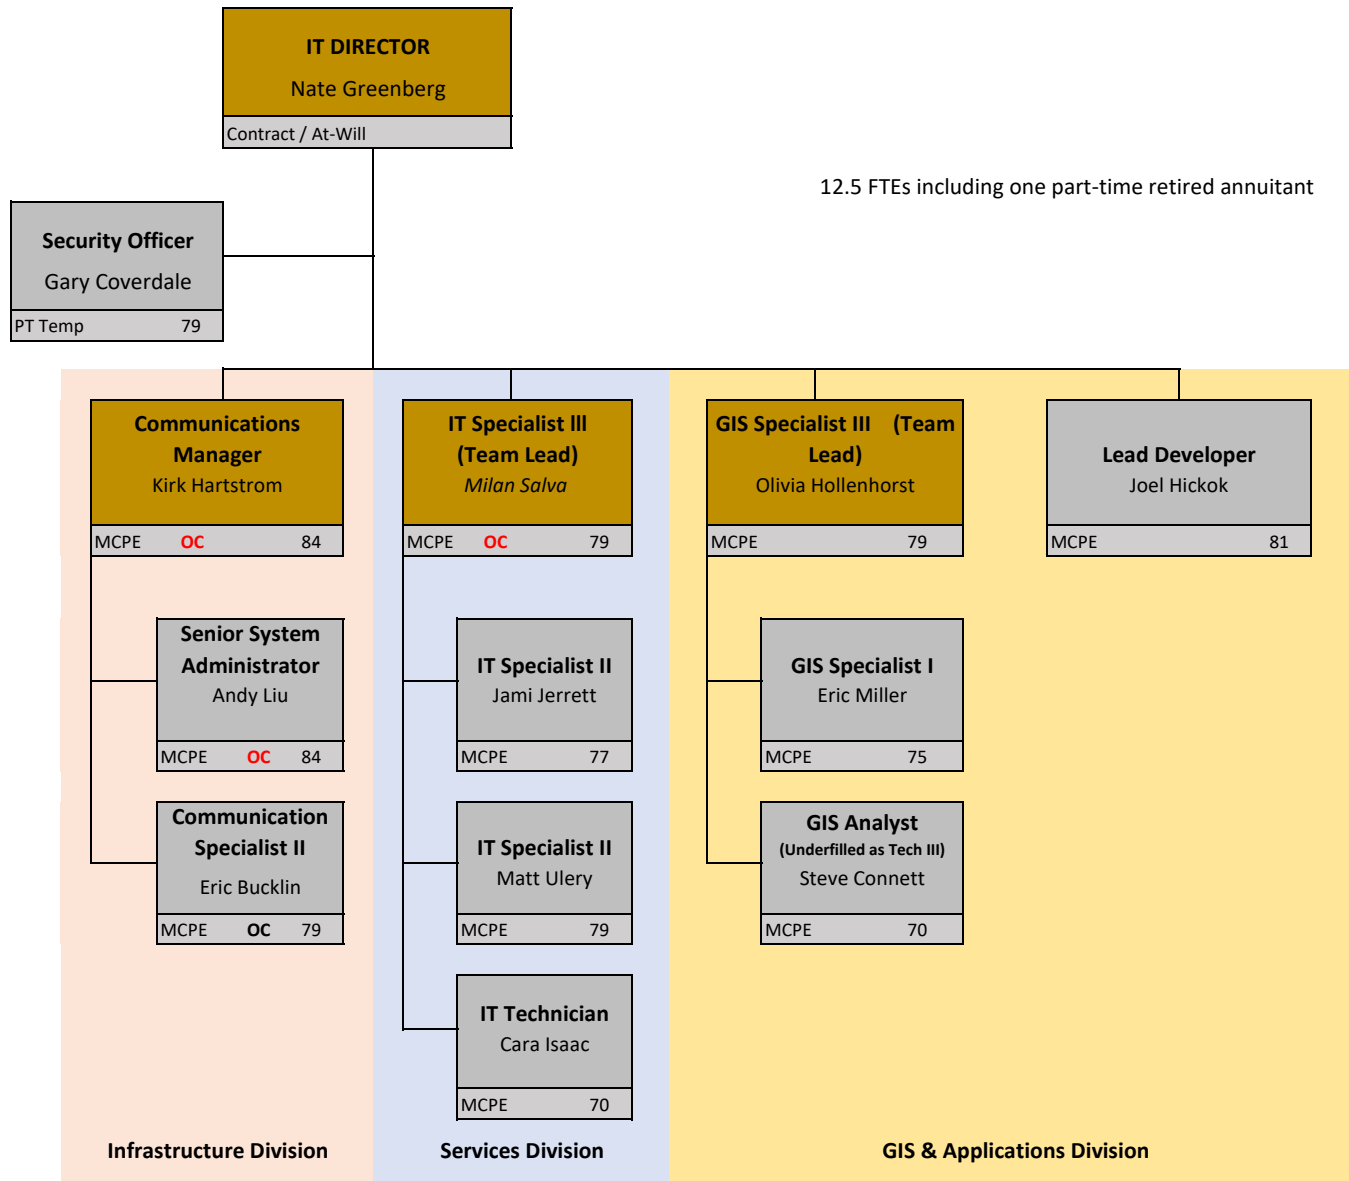 IT DIRECTOR
Nate Greenberg
Contract / At-Will
12.5 FTEs including one part-time retired annuitant
Security Officer
Gary Coverdale
PT Temp 79
Communications
Manager
Kirk Hartstrom
MCPE OC 84
IT Specialist lll
(Team Lead)
Milan Salva
MCPE OC 79
GIS Specialist III (Team
Lead)
Olivia Hollenhorst
MCPE 79
Lead Developer
Joel Hickok
MCPE 81
Senior System
Administrator
Andy Liu
MCPE OC 84
IT Specialist II
Jami Jerrett
MCPE 77
GIS Specialist I
Eric Miller
MCPE 75
Communication
Specialist II
Eric Bucklin
MCPE OC 79
IT Specialist II
Matt Ulery
MCPE 79
GIS Analyst
(Underfilled as Tech III)
Steve Connett
MCPE 70
IT Technician
Cara Isaac
MCPE 70
Infrastructure Division
Services Division
GIS & Applications Division